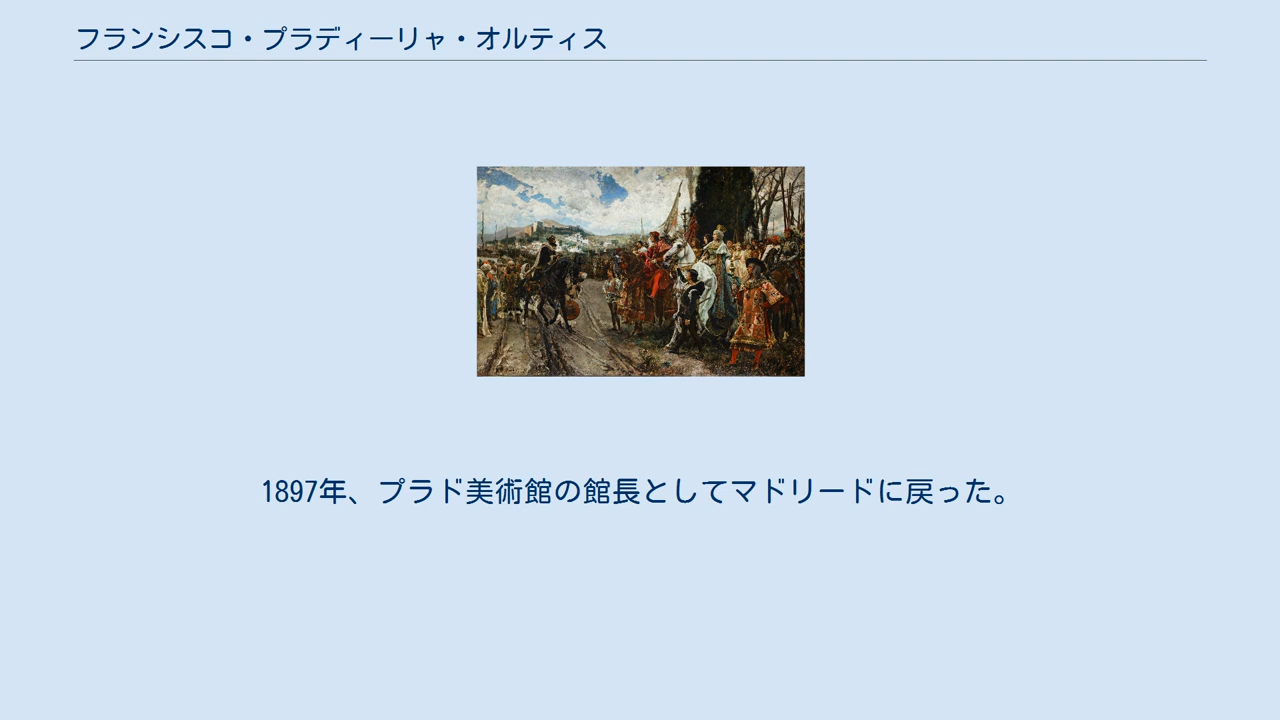 フランシスコ・プラディーリャ・オルティス
1897年、プラド美術館の館長としてマドリードに戻った。